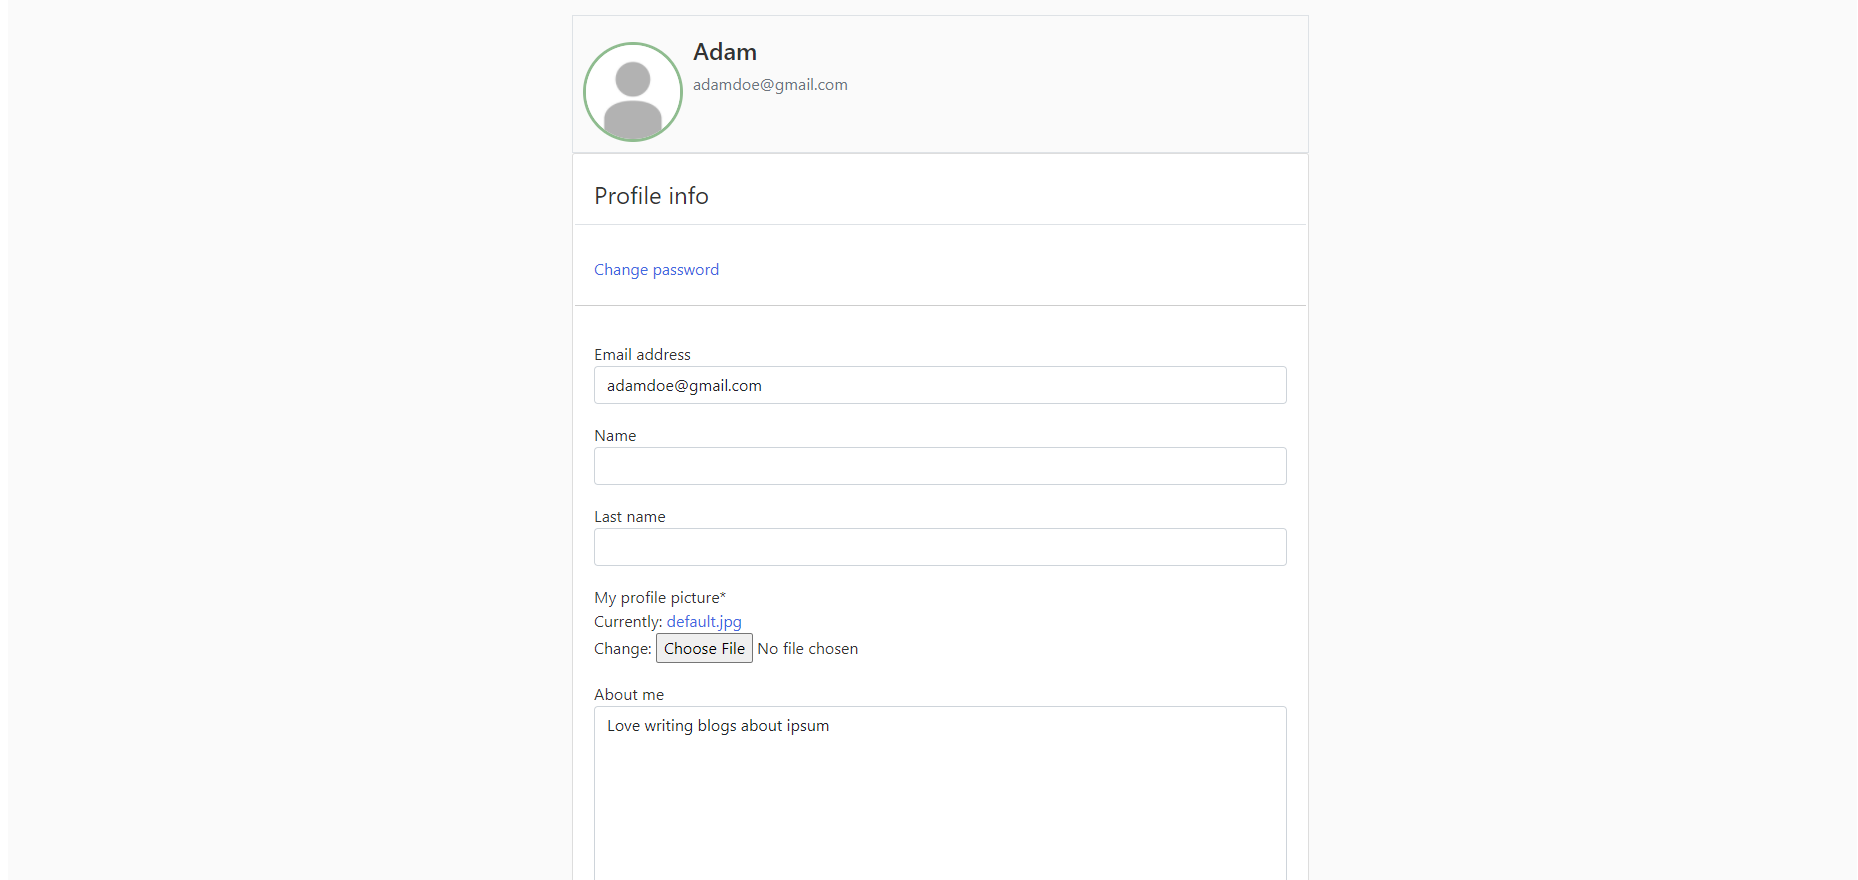 Adam
adamdoe@gmail.com
Profile info
Change password
Email address
adamdoe@gmail.com
Name
Last name
My profile picture*
Currently: default.jpg
Change: Choose File No file chosen
About me
Love writing blogs about ipsum